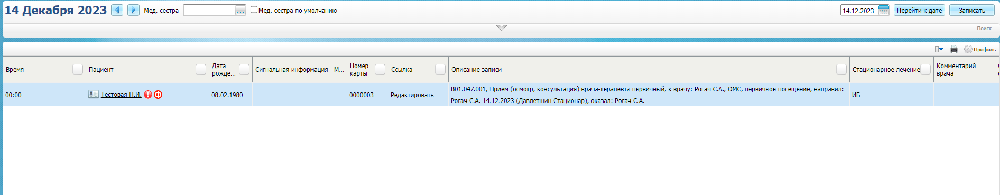 14 Декабря 2023 Мед. сестра ... Мед. сестра по умолчанию 14.12.2023 Перейти к дате Записать
Поиск
Профиль
Время Пациент Дата рожде... Сигнальная информация М... Номер карты Ссылка Описание записи Стационарное лечение Комментарий врача
00:00 Тестовая П.И. ! Ф 08.02.1980 0000003 Редактировать B01.047.001, Прием (осмотр, консультация) врача-терапевта первичный, к врачу: Рогач С.А., ОМС, первичное посещение, направил:
Рогач С.А. 14.12.2023 (Давлетшин Стационар), оказал: Рогач С.А. ИБ